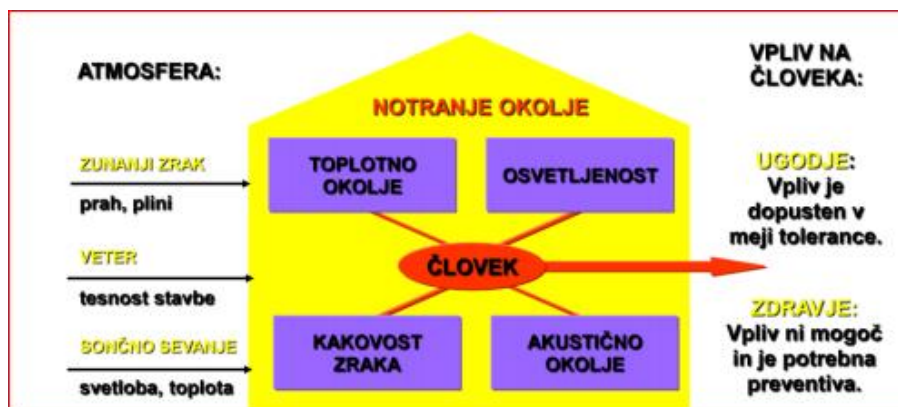 ATMOSFERA:
ZUNANJI ZRAK
prah, plini
VETER
tesnost stavbe
SONČNO SEVANJE
svetloba, toplota
NOTRANJE OKOLJE
TOPLOTNO
OKOLJE
OSVETLJENOST
ČLOVEK
KAKOVOST
ZRAKA
AKUSTIČNO
OKOLJE
VPLIV NA
ČLOVEKA:
UGODJE:
Vpliv je
dopusten v
meji tolerance.
ZDRAVJE:
Vpliv ni mogoč
in je potrebna
preventiva.